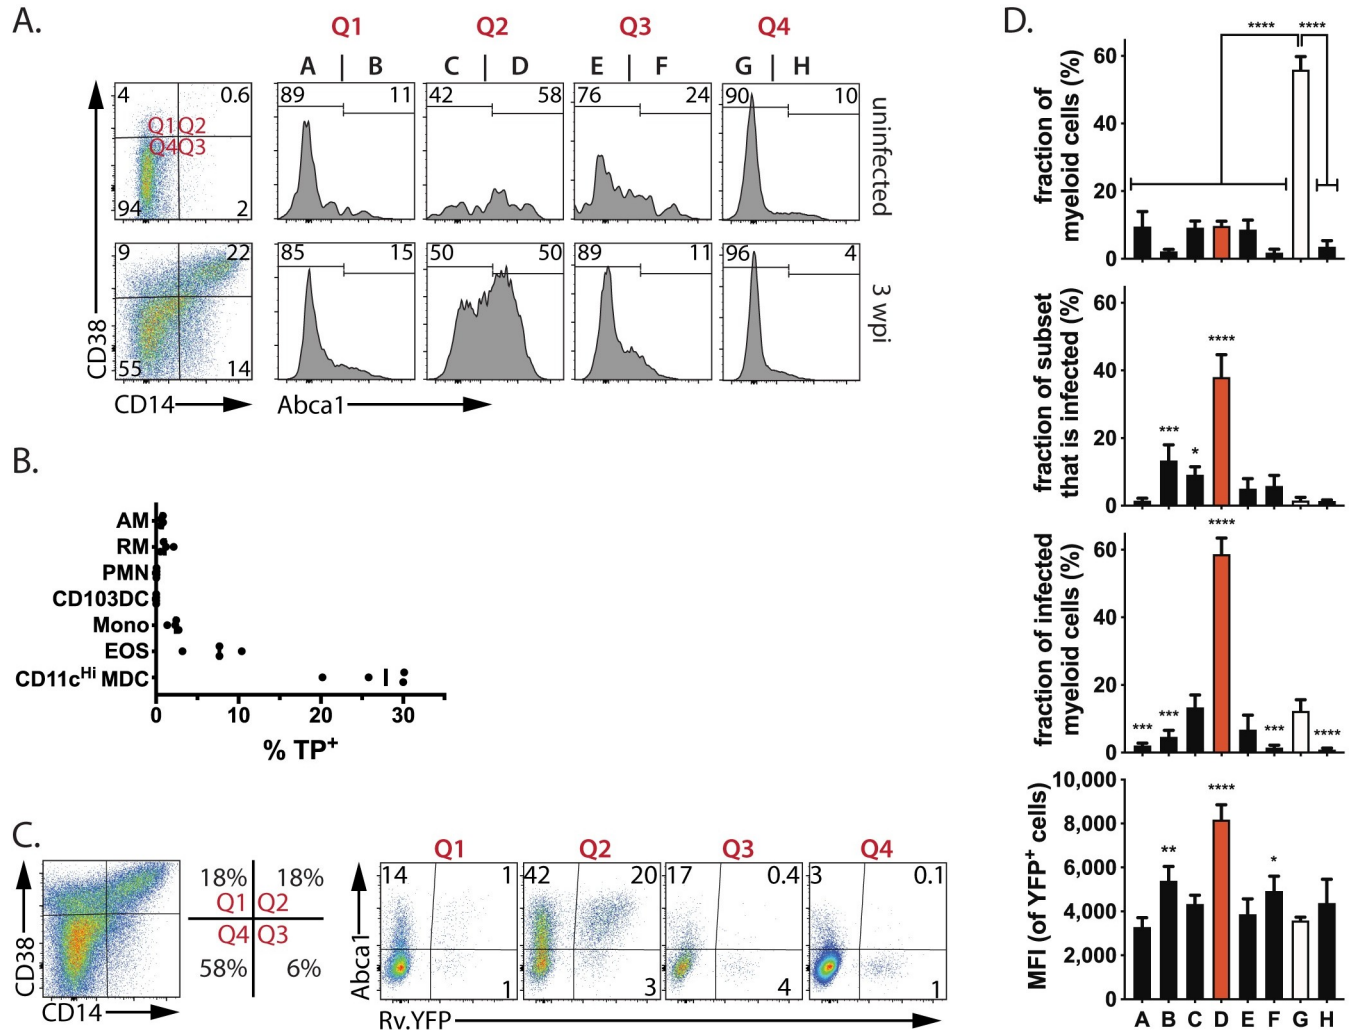 A.
Q1 Q2 Q3 Q4
A | B C | D E | F G | H
4 0.6 89 11 42 58 76 24 90 10
Q1 Q2
Q4 Q3
94 2
uninfected
9 22 85 15 50 50 89 11 96 4
55 14
3 wpi
CD38
CD14 Abca1
B.
AM
RM
PMN
CD103DC
Mono
EOS
CD11cHi MDC
0 10 20 30
% TP+
C.
Q1 Q2 Q3 Q4
18% 18% 14 1 42 20 17 0.4 3 0.1
Q1 Q2
Q4 Q3
58% 6%
1 3 4 1
CD38
CD14
Abca1
Rv.YFP
D.
**** ****
fraction of
myeloid cells (%)
60
40
20
0
fraction of subset
that is infected (%)
60
40
20
0
*** * ****
fraction of infected
myeloid cells (%)
60
40
20
0
*** *** **** *** ****
MFI (of YFP+ cells)
10,000
8,000
6,000
4,000
2,000
0
** **** *
A B C D E F G H